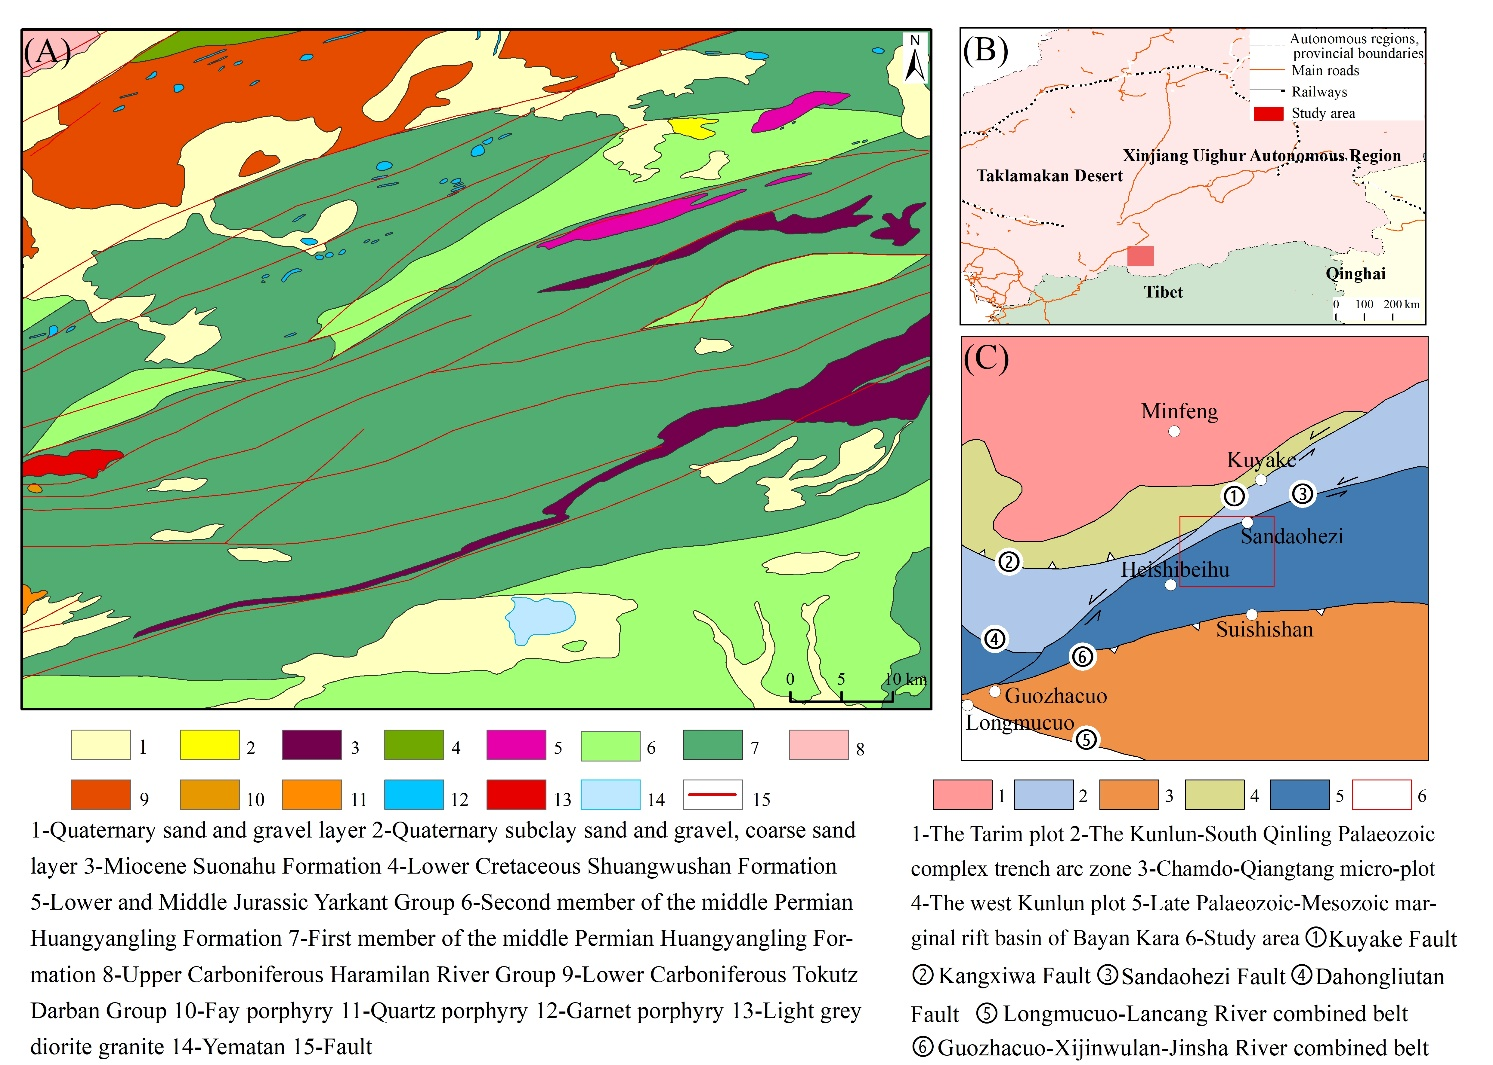 (A)
N
0 5 10 km
(B)
Autonomous regions,
provincial boundaries
Main roads
Railways
Study area
Xinjiang Uighur Autonomous Region
Taklamakan Desert
Qinghai
Tibet
0 100 200 km
(C)
Minfeng
Kuyake
①
③
Sandaohezi
②
Heishibeihu
Suishishan
④
⑥
Guozhacuo
Longmucuo
⑤
1 2 3 4 5 6 7 8
9 10 11 12 13 14 15
1-Quaternary sand and gravel layer 2-Quaternary subclay sand and gravel, coarse sand
layer 3-Miocene Suonahu Formation 4-Lower Cretaceous Shuangwushan Formation
5-Lower and Middle Jurassic Yarkant Group 6-Second member of the middle Permian
Huangyangling Formation 7-First member of the middle Permian Huangyangling For-
mation 8-Upper Carboniferous Haramilan River Group 9-Lower Carboniferous Tokutz
Darban Group 10-Fay porphyry 11-Quartz porphyry 12-Garnet porphyry 13-Light grey
diorite granite 14-Yematan 15-Fault
1 2 3 4 5 6
1-The Tarim plot 2-The Kunlun-South Qinling Palaeozoic
complex trench arc zone 3-Chamdo-Qiangtang micro-plot
4-The west Kunlun plot 5-Late Palaeozoic-Mesozoic mar-
ginal rift basin of Bayan Kara 6-Study area ①Kuyake Fault
② Kangxiwa Fault ③Sandaohezi Fault ④ Dahongliutan
Fault ⑤ Longmucuo-Lancang River combined belt
⑥Guozhacuo-Xijinwulan-Jinsha River combined belt